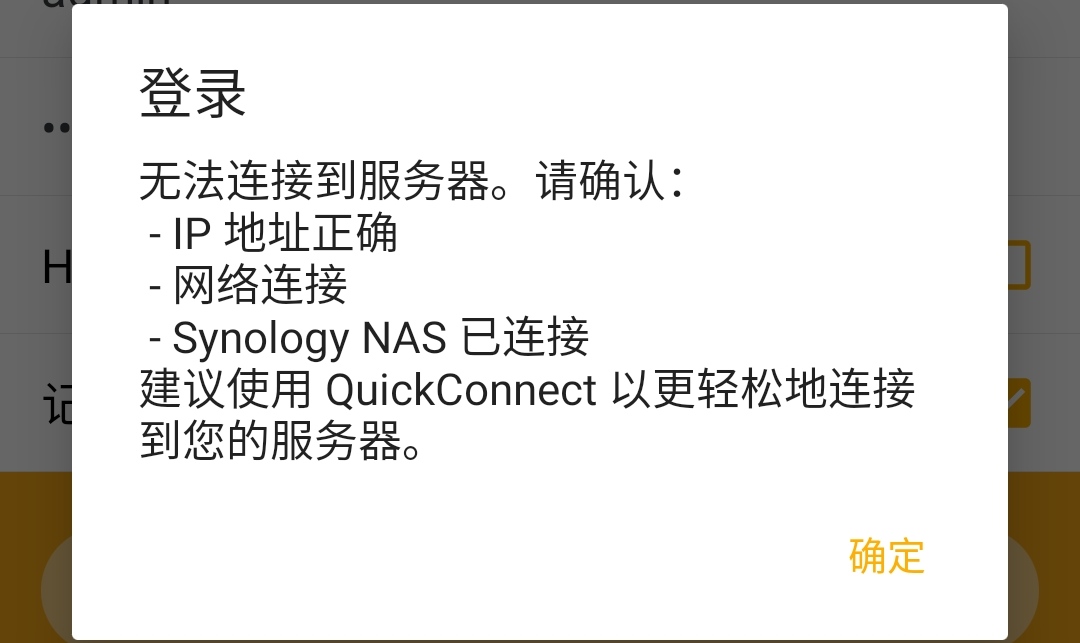 admin
登录
••
无法连接到服务器。请确认：
- IP 地址正确
H
- 网络连接
- Synology NAS 已连接
建议使用 QuickConnect 以更轻松地连接
记
到您的服务器。
确定